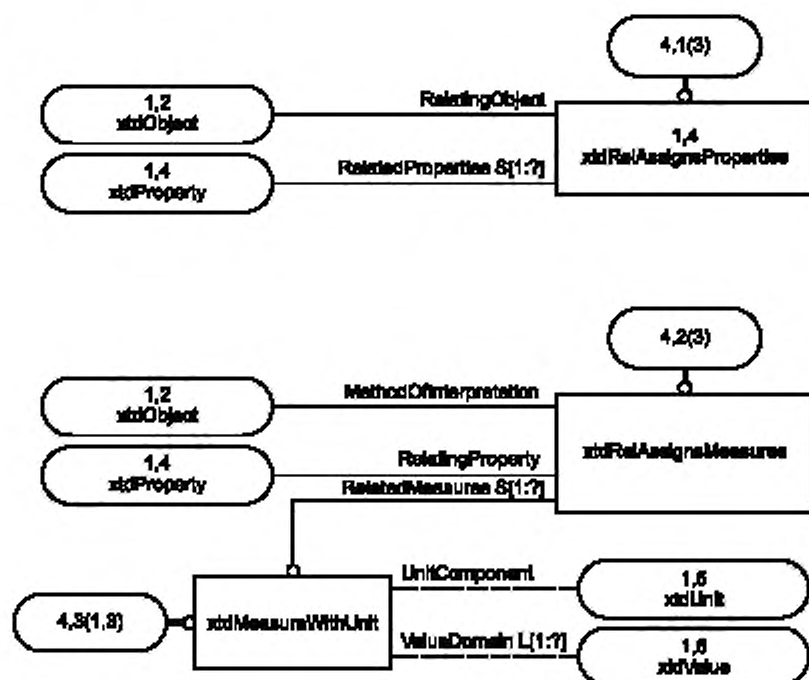 4,1(3)
1,2
xtdObject
RelatingObject
1,4
xtdRelAssignsProperties
1,4
xtdProperty
RelatedProperties S[1:?]
4,2(3)
1,2
xtdObject
MethodOfInterpretation
xtdRelAssignsMeasures
1,4
xtdProperty
RelatingProperty
RelatedMeasures S[1:?]
4,3(1,3)
xtdMeasureWithUnit
UnitComponent
1,5
xtdUnit
ValueDomain L[1:?]
1,6
xtdValue